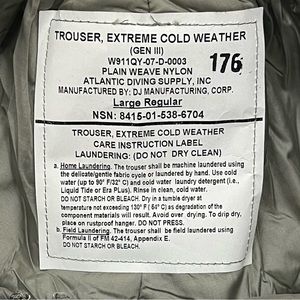 TROUSER, EXTREME COLD WEATHER
(GEN III)
W911QY-07-D-0003
PLAIN WEAVE NYLON
176
ATLANTIC DIVING SUPPLY, INC
MANUFACTURED BY: DJ MANUFACTURING, CORP.
Large Regular
NSN: 8415-01-538-6704
TROUSER, EXTREME COLD WEATHER
CARE INSTRUCTION LABEL
LAUNDERING: (DO NOT DRY CLEAN)
a. Home Laundering. The trouser shall be machine laundered using
the delicate/gentle fabric cycle or laundered by hand. Use cold
water (up to 90° F/32° C) and cold water laundry detergent (i.e.,
Liquid Tide or Era Plus). Rinse in clean, cold water.
DO NOT STARCH OR BLEACH. Dry in a tumble dryer at
temperature not exceeding 130° F ( 54° C) as degradation of the
component materials will result. Avoid over drying. To drip dry,
place on rustproof hanger. DO NOT PRESS.
b. Field Laundering. The trouser shall be field laundered using
Formula II of FM 42-414, Appendix E.
DO NOT STARCH OR BLEACH.